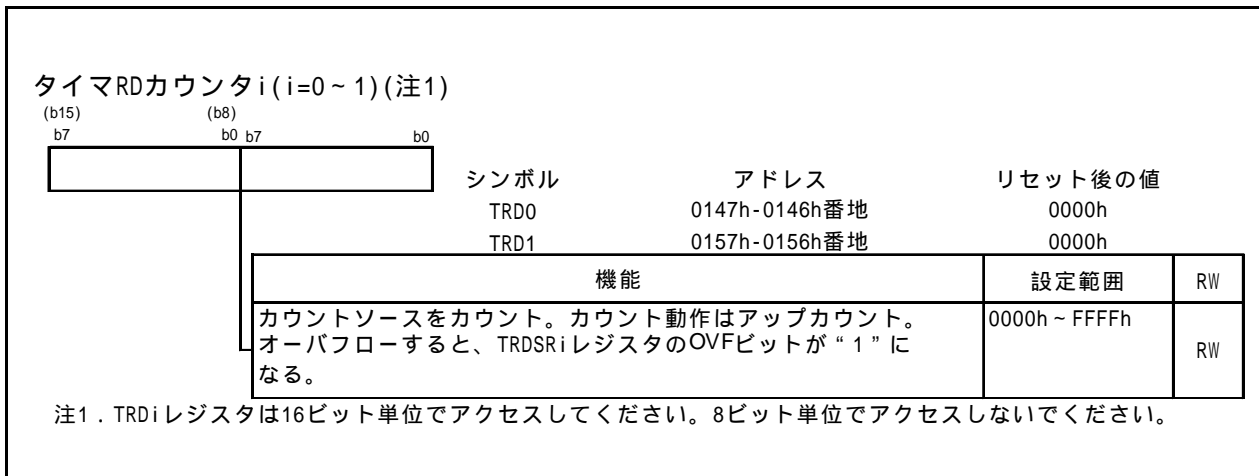 タイマRDカウンタi(i=0~1)(注1)
(b15) (b8)
b7 b0 b7 b0
シンボル アドレス リセット後の値
TRD0 0147h-0146h番地 0000h
TRD1 0157h-0156h番地 0000h
機能 設定範囲 RW
カウントソースをカウント。カウント動作はアップカウント。 0000h~FFFFh
オーバフローすると、TRDSRiレジスタのOVFビットが“1”に RW
なる。
注1.TRDiレジスタは16ビット単位でアクセスしてください。8ビット単位でアクセスしないでください。